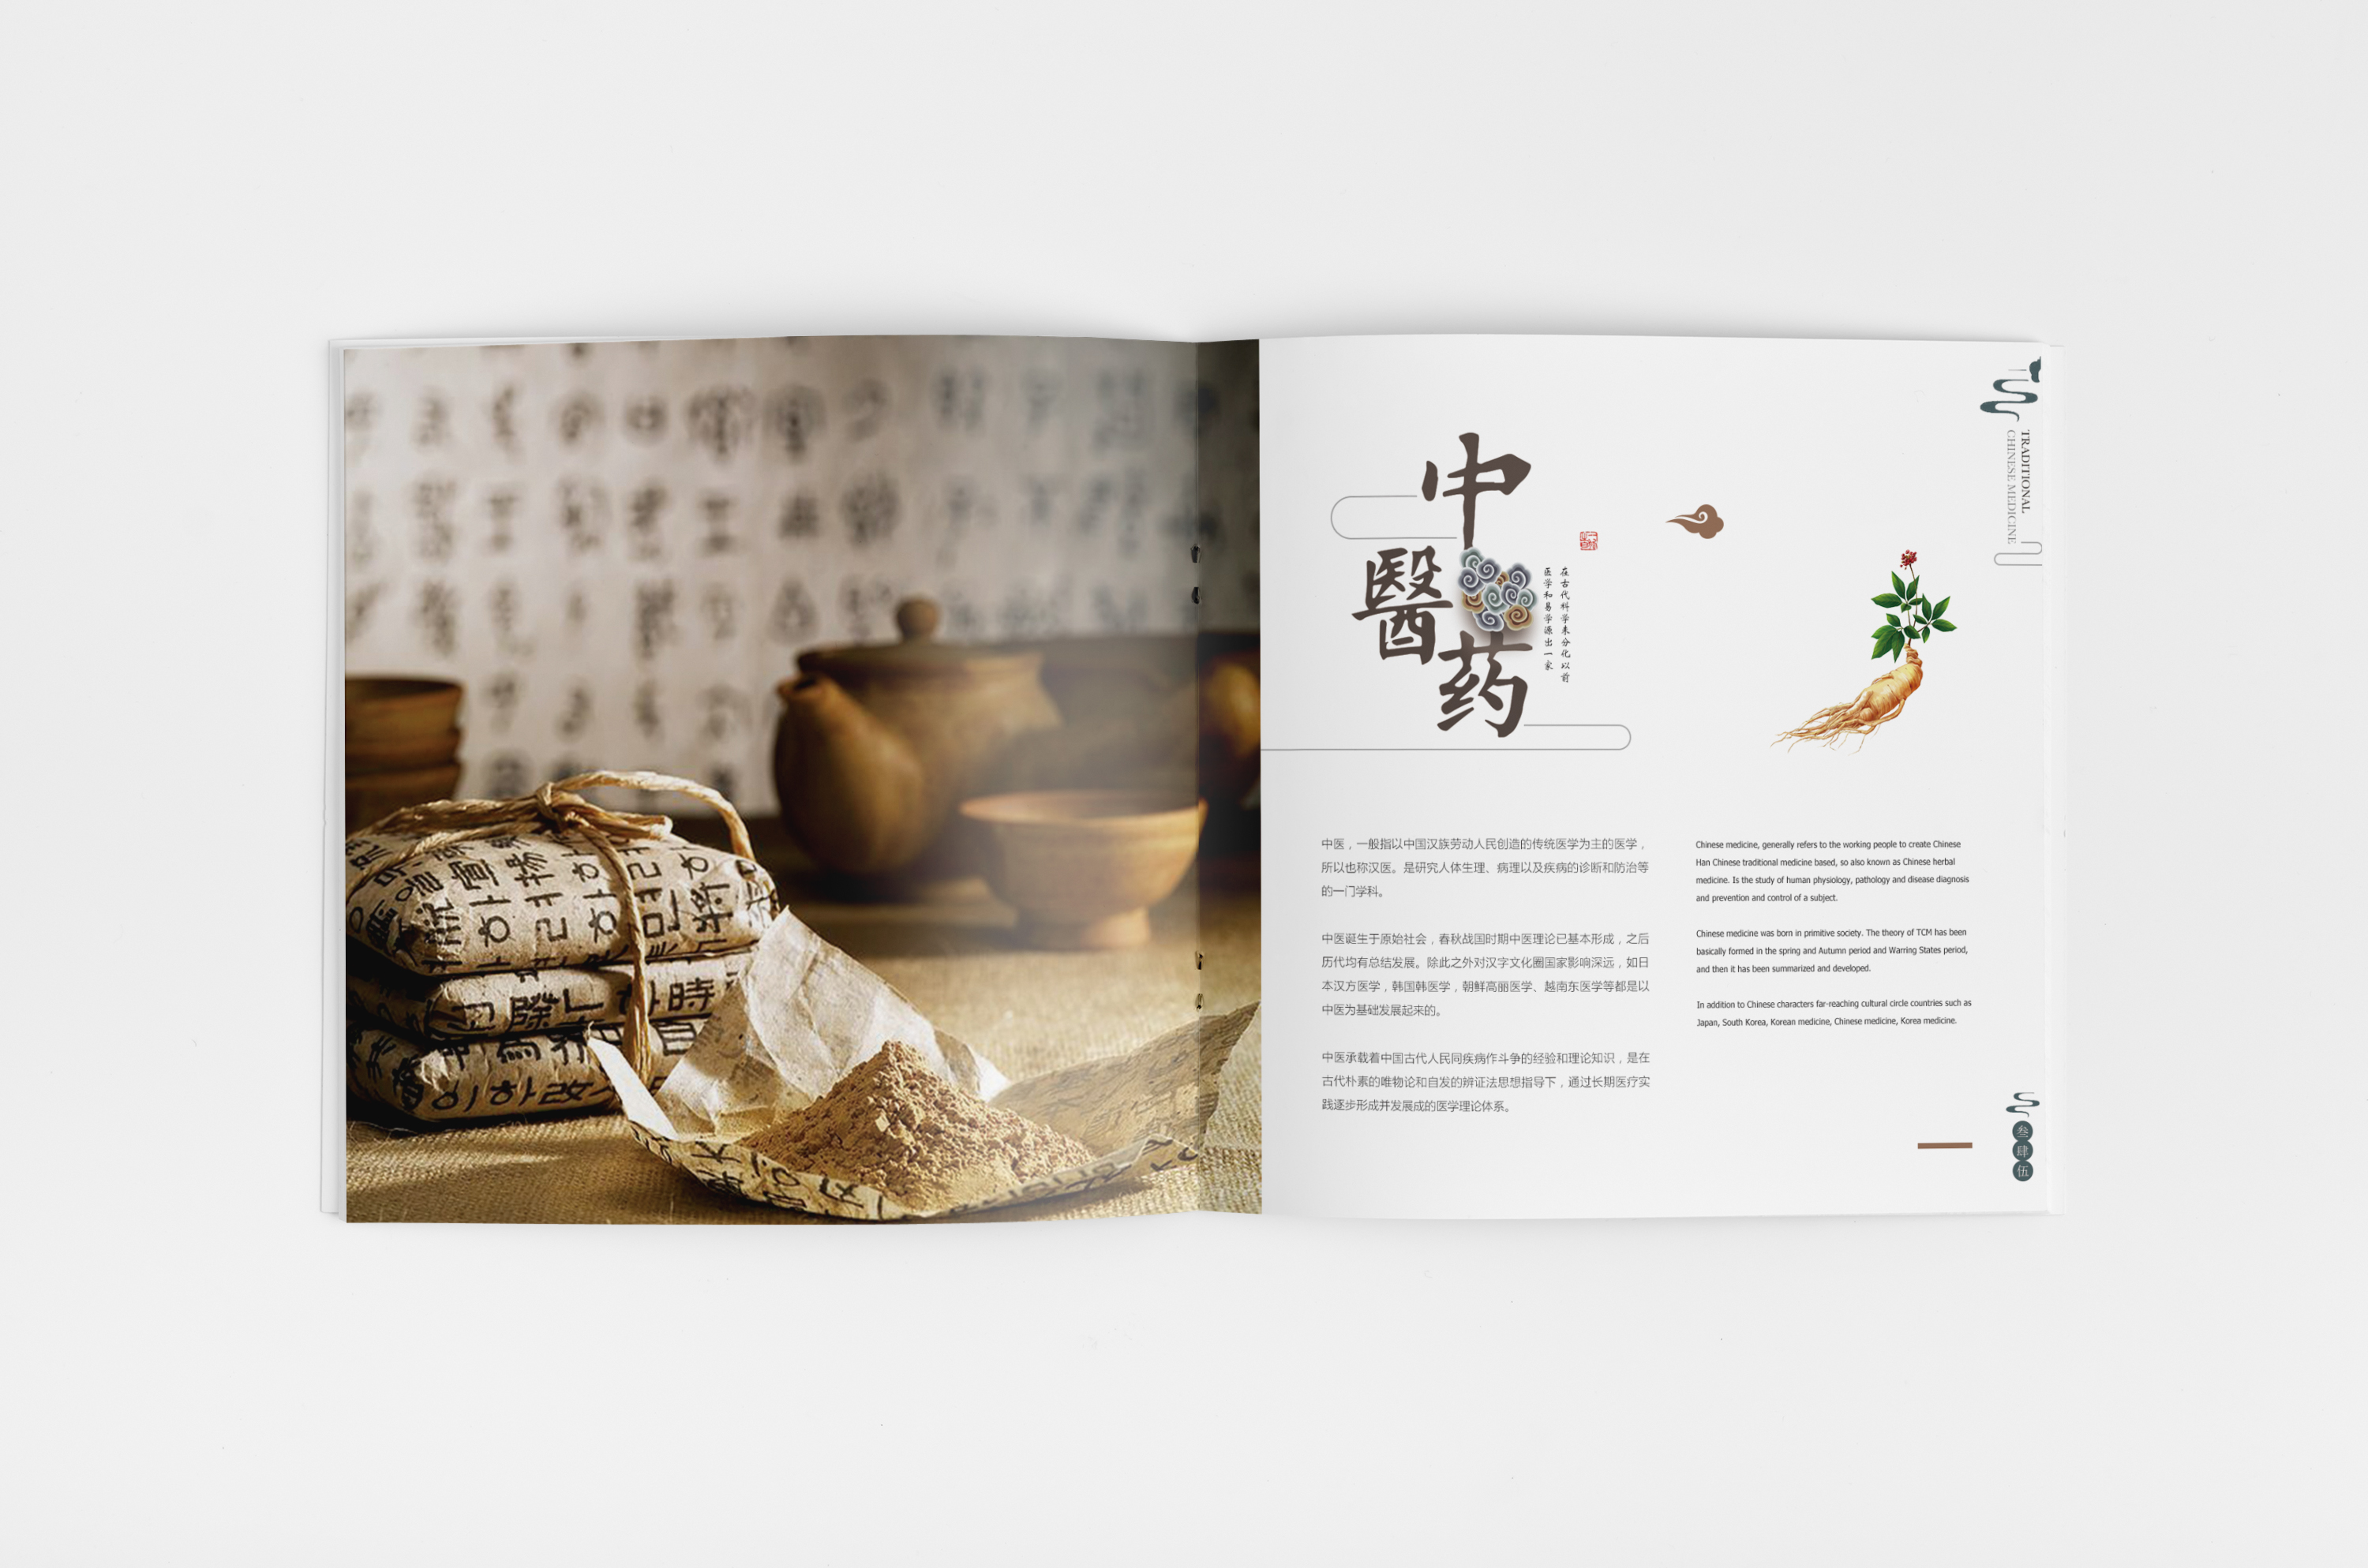 中
醫
药
在古代科学未分化以前
医学和易学源出一家
TRADITIONAL
CHINESE MEDICINE
中医，一般指以中国汉族劳动人民创造的传统医学为主的医学，
所以也称汉医。是研究人体生理、病理以及疾病的诊断和防治等
的一门学科。
中医诞生于原始社会，春秋战国时期中医理论已基本形成，之后
历代均有总结发展。除此之外对汉字文化圈国家影响深远，如日
本汉方医学，韩国韩医学，朝鲜高丽医学、越南东医学等都是以
中医为基础发展起来的。
中医承载着中国古代人民同疾病作斗争的经验和理论知识，是在
古代朴素的唯物论和自发的辨证法思想指导下，通过长期医疗实
践逐步形成并发展成的医学理论体系。
Chinese medicine, generally refers to the working people to create Chinese
Han Chinese traditional medicine based, so also known as Chinese herbal
medicine. Is the study of human physiology, pathology and disease diagnosis
and prevention and control of a subject.
Chinese medicine was born in primitive society. The theory of TCM has been
basically formed in the spring and Autumn period and Warring States period,
and then it has been summarized and developed.
In addition to Chinese characters far-reaching cultural circle countries such as
Japan, South Korea, Korean medicine, Chinese medicine, Korea medicine.
叁
肆
伍